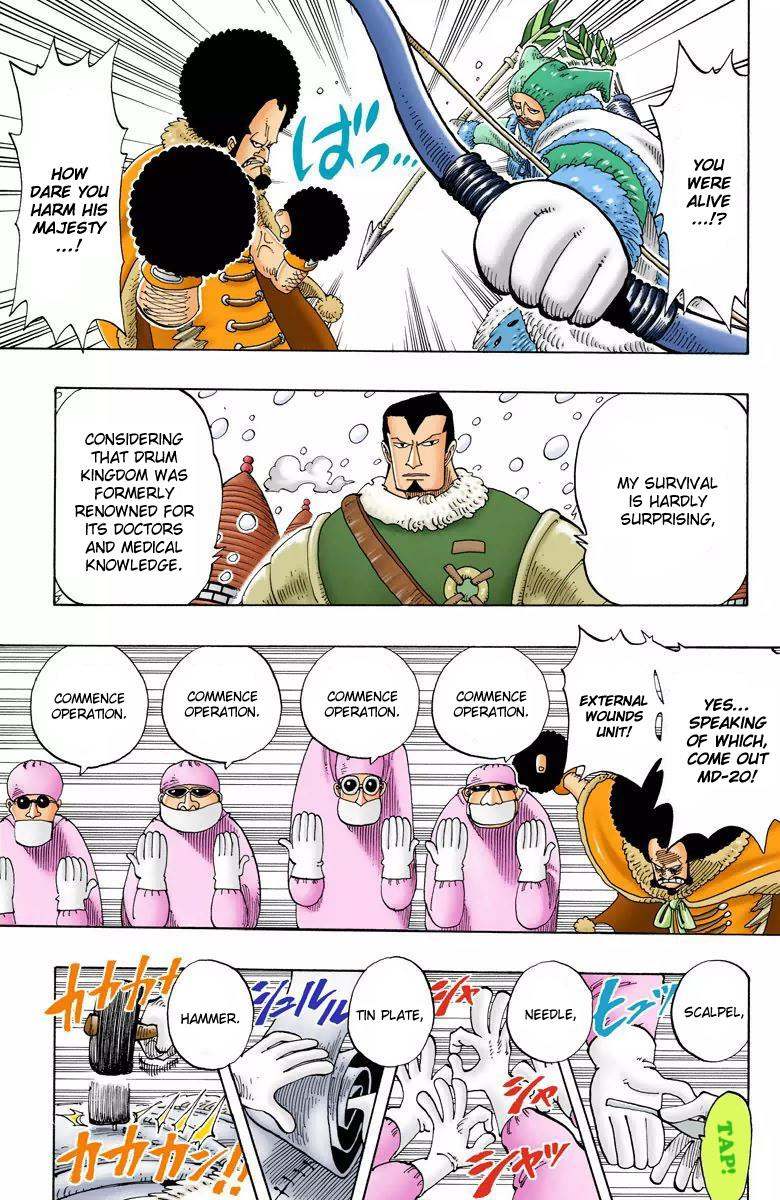 YOU
WERE
ALIVE
...!?
ばっ…
HOW
DARE YOU
HARM HIS
MAJESTY
...!
MY SURVIVAL
IS HARDLY
SURPRISING,
CONSIDERING
THAT DRUM
KINGDOM WAS
FORMERLY
RENOWNED FOR
ITS DOCTORS
AND MEDICAL
KNOWLEDGE.
YES...
SPEAKING
OF WHICH,
COME OUT
MD-20!
EXTERNAL
WOUNDS
UNIT!
COMMENCE
OPERATION.
COMMENCE
OPERATION.
COMMENCE
OPERATION.
COMMENCE
OPERATION.
SCALPEL,
ヒュッ
TAP!
NEEDLE,
シャ
シャ
シャッ
TIN PLATE,
シュルル
HAMMER.
カカカカ
カカカン!!